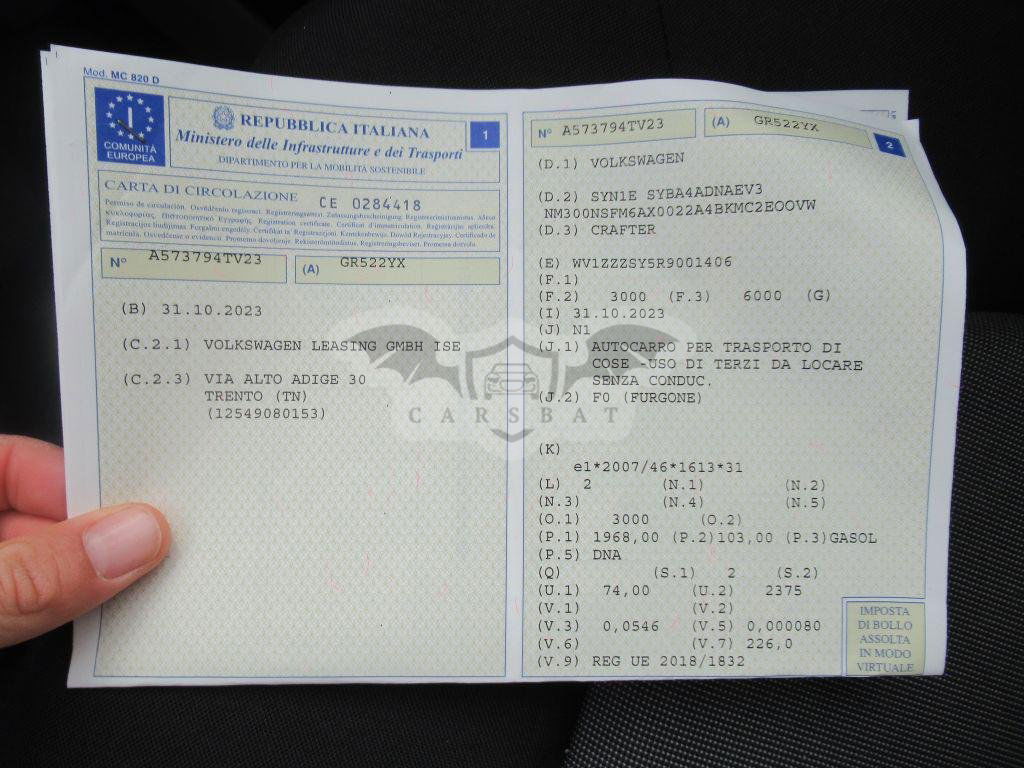 Mod. MC 820 D
I
COMUNITÀ
EUROPEA
REPUBBLICA ITALIANA
Ministero delle Infrastrutture e dei Trasporti
DIPARTIMENTO PER LA MOBILITÀ SOSTENIBILE
1
CARTA DI CIRCOLAZIONE
CE 0284418
N° A573794TV23
(A) GR522YX
(B) 31.10.2023
(C.2.1) VOLKSWAGEN LEASING GMBH ISE
(C.2.3) VIA ALTO ADIGE 30
TRENTO (TN)
(12549080153)
N° A573794TV23
(A) GR522YX
2
(D.1) VOLKSWAGEN
(D.2) SYN1E SYBA4ADNAEV3
NM300NSFM6AX0022A4BKMC2EOOVW
(D.3) CRAFTER
(E) WV1ZZZSY5R9001406
(F.1)
(F.2) 3000 (F.3) 6000 (G)
(I) 31.10.2023
(J) N1
(J.1) AUTOCARRO PER TRASPORTO DI
COSE -USO DI TERZI DA LOCARE
SENZA CONDUC.
(J.2) F0 (FURGONE)
(K)
e1*2007/46*1613*31
(L) 2 (N.1) (N.2)
(N.3) (N.4) (N.5)
(O.1) 3000 (O.2)
(P.1) 1968,00 (P.2)103,00 (P.3)GASOL
(P.5) DNA
(Q) (S.1) 2 (S.2)
(U.1) 74,00 (U.2) 2375
(V.1) (V.2)
(V.3) 0,0546 (V.5) 0,000080
(V.6) (V.7) 226,0
(V.9) REG UE 2018/1832
IMPOSTA
DI BOLLO
ASSOLTA
IN MODO
VIRTUALE
CARSBAT